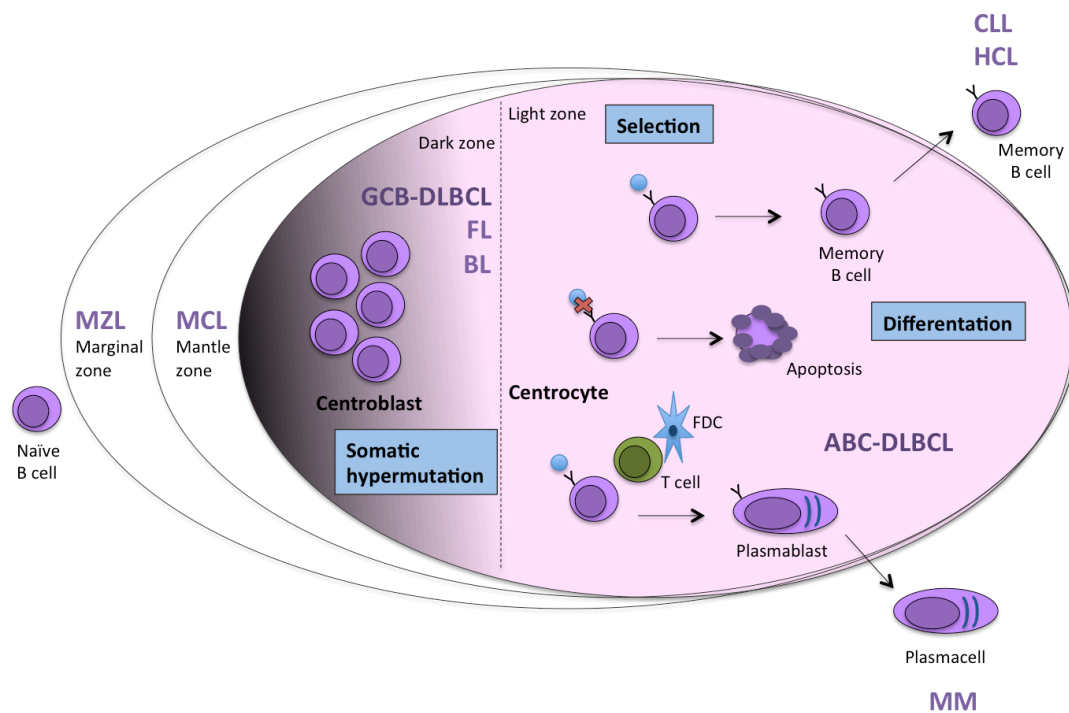 CLL
HCL
Memory
B cell
Light zone
Selection
Dark zone
GCB-DLBCL
FL
BL
Memory
B cell
MZL
Marginal
zone
MCL
Mantle
zone
Differentation
Apoptosis
Centroblast
Centrocyte
Naïve
B cell
FDC
T cell
ABC-DLBCL
Somatic
hypermutation
Plasmablast
Plasmacell
MM